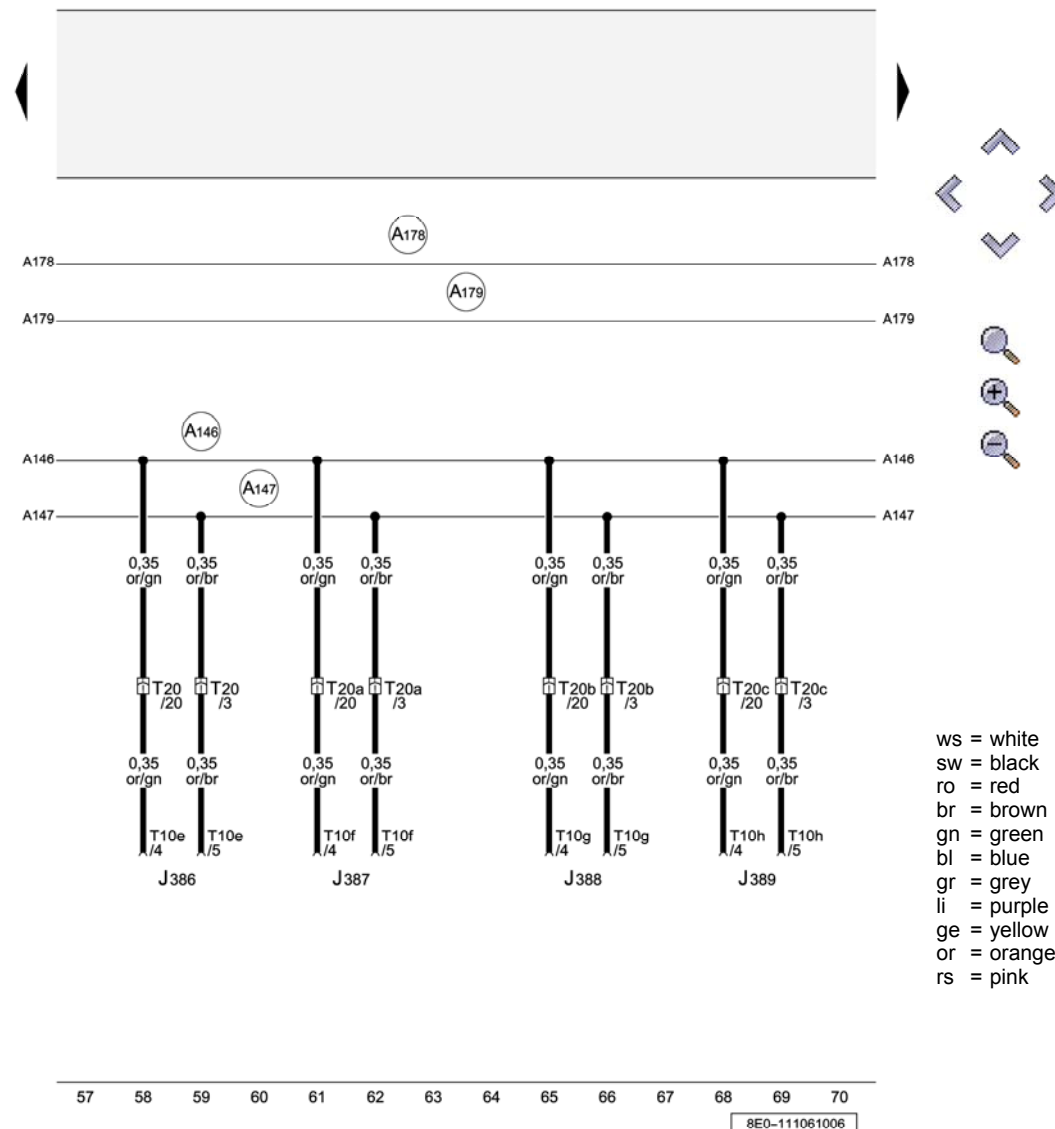 A178
A178 A178
A179
A179 A179
A146
A146 A146
A147
A147 A147
0,35 0,35 0,35 0,35 0,35 0,35 0,35 0,35
or/gn or/br or/gn or/br or/gn or/br or/gn or/br
T20 T20 T20a T20a T20b T20b T20c T20c
/20 /3 /20 /3 /20 /3 /20 /3
0,35 0,35 0,35 0,35 0,35 0,35 0,35 0,35
or/gn or/br or/gn or/br or/gn or/br or/gn or/br
T10e T10e T10f T10f T10g T10g T10h T10h
/4 /5 /4 /5 /4 /5 /4 /5
J386 J387 J388 J389
ws = white
sw = black
ro = red
br = brown
gn = green
bl = blue
gr = grey
li = purple
ge = yellow
or = orange
rs = pink
57 58 59 60 61 62 63 64 65 66 67 68 69 70
8E0-111061006